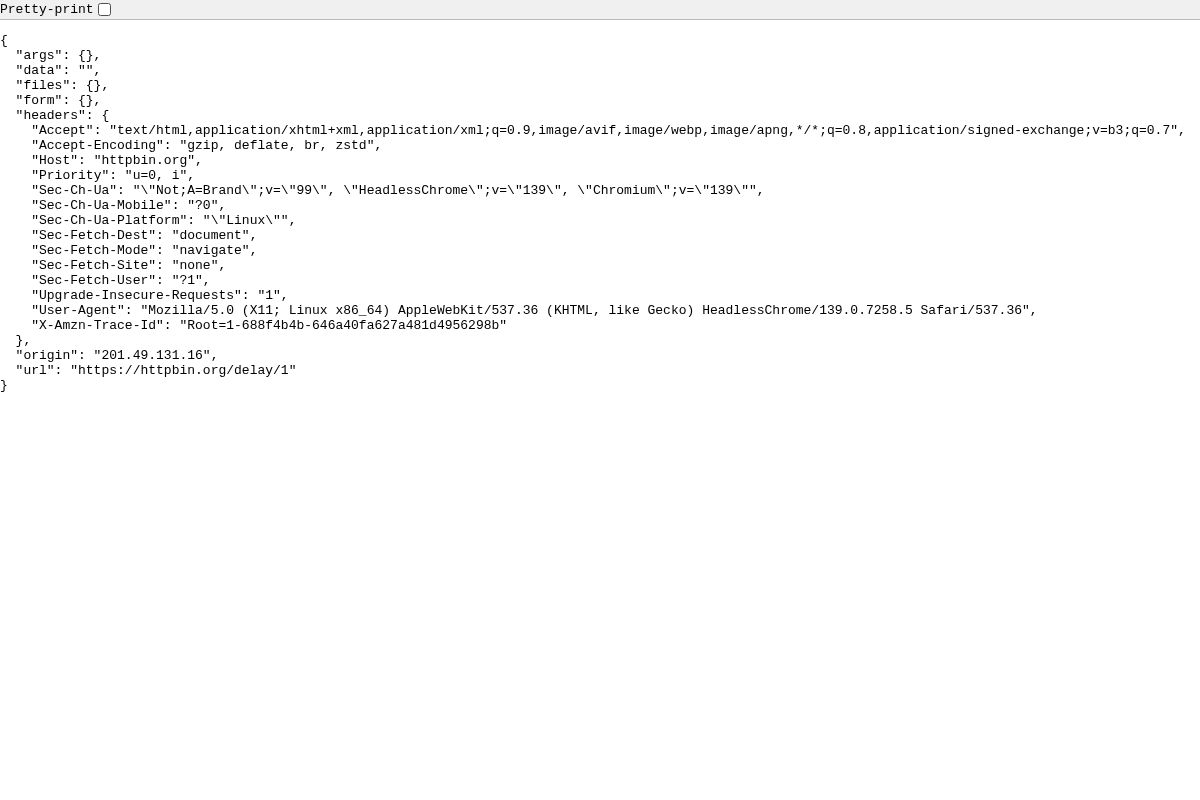 Pretty-print
{
  "args": {},
  "data": "",
  "files": {},
  "form": {},
  "headers": {
    "Accept": "text/html,application/xhtml+xml,application/xml;q=0.9,image/avif,image/webp,image/apng,*/*;q=0.8,application/signed-exchange;v=b3;q=0.7",
    "Accept-Encoding": "gzip, deflate, br, zstd",
    "Host": "httpbin.org",
    "Priority": "u=0, i",
    "Sec-Ch-Ua": "\"Not;A=Brand\";v=\"99\", \"HeadlessChrome\";v=\"139\", \"Chromium\";v=\"139\"",
    "Sec-Ch-Ua-Mobile": "?0",
    "Sec-Ch-Ua-Platform": "\"Linux\"",
    "Sec-Fetch-Dest": "document",
    "Sec-Fetch-Mode": "navigate",
    "Sec-Fetch-Site": "none",
    "Sec-Fetch-User": "?1",
    "Upgrade-Insecure-Requests": "1",
    "User-Agent": "Mozilla/5.0 (X11; Linux x86_64) AppleWebKit/537.36 (KHTML, like Gecko) HeadlessChrome/139.0.7258.5 Safari/537.36",
    "X-Amzn-Trace-Id": "Root=1-688f4b4b-646a40fa627a481d4956298b"
  },
  "origin": "201.49.131.16",
  "url": "https://httpbin.org/delay/1"
}